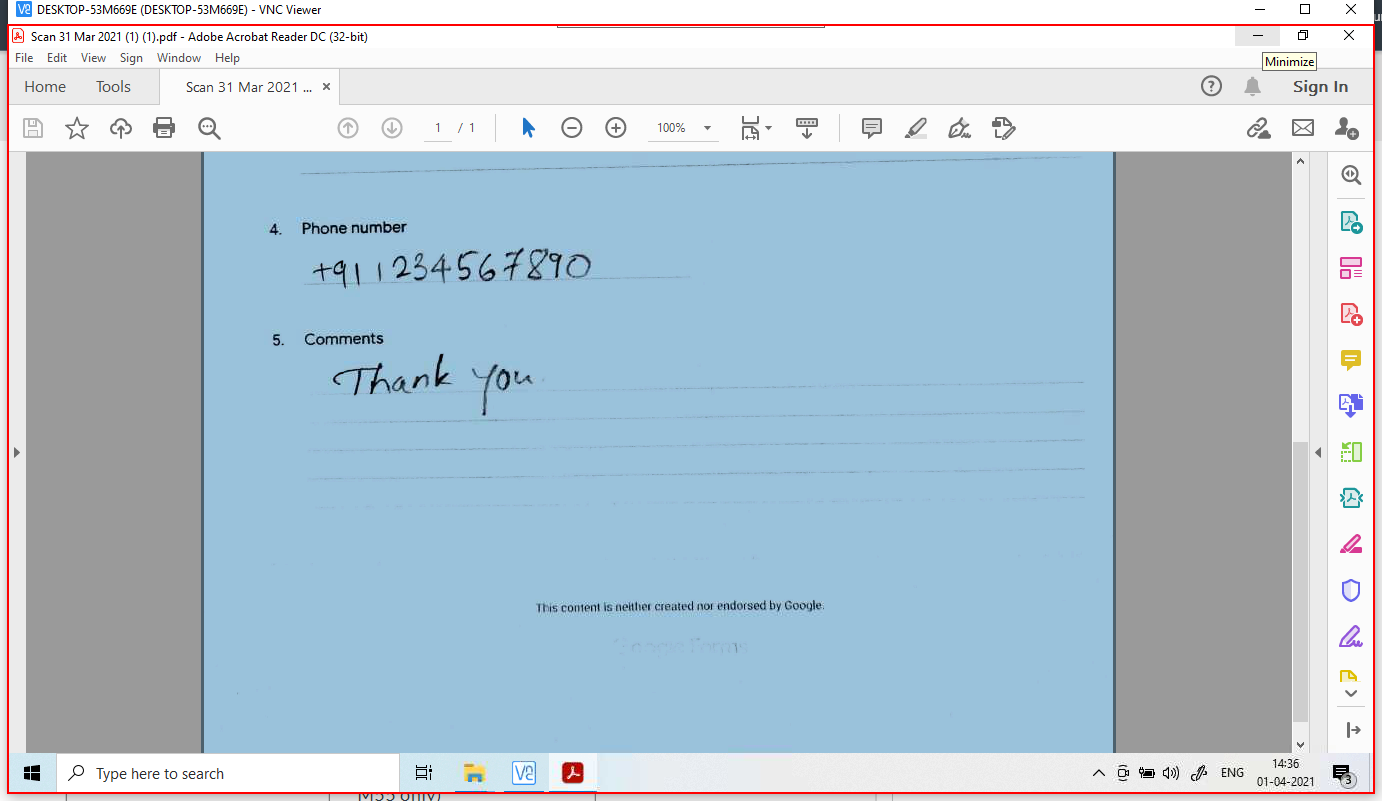 DESKTOP-53M669E (DESKTOP-53M669E) - VNC Viewer
Scan 31 Mar 2021 (1) (1).pdf - Adobe Acrobat Reader DC (32-bit)
Minimize
File Edit View Sign Window Help
Home Tools Scan 31 Mar 2021 ... × Sign In
1 / 1 100%
4. Phone number
+91 1234567890
5. Comments
Thank you
This content is neither created nor endorsed by Google.
Google Forms
Type here to search
ENG
14:36
01-04-2021
3